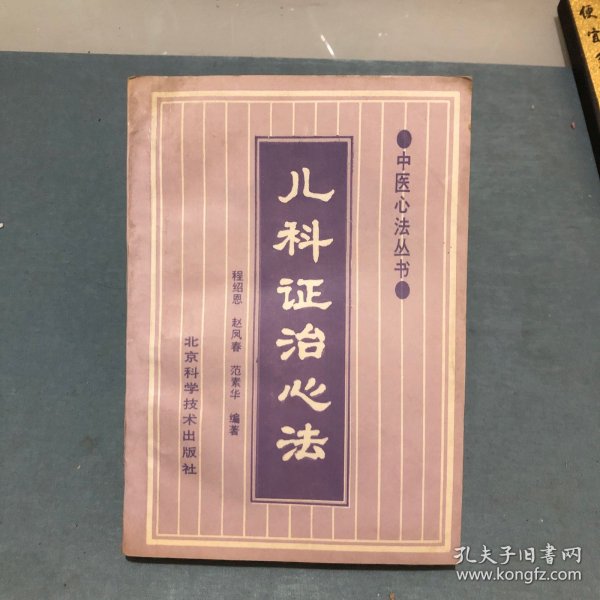 中医心法丛书
儿科证治心法
程绍恩 赵凤春 范素华 编著
北京科学技术出版社
便宜
孔夫子旧书网
www.kongfz.com